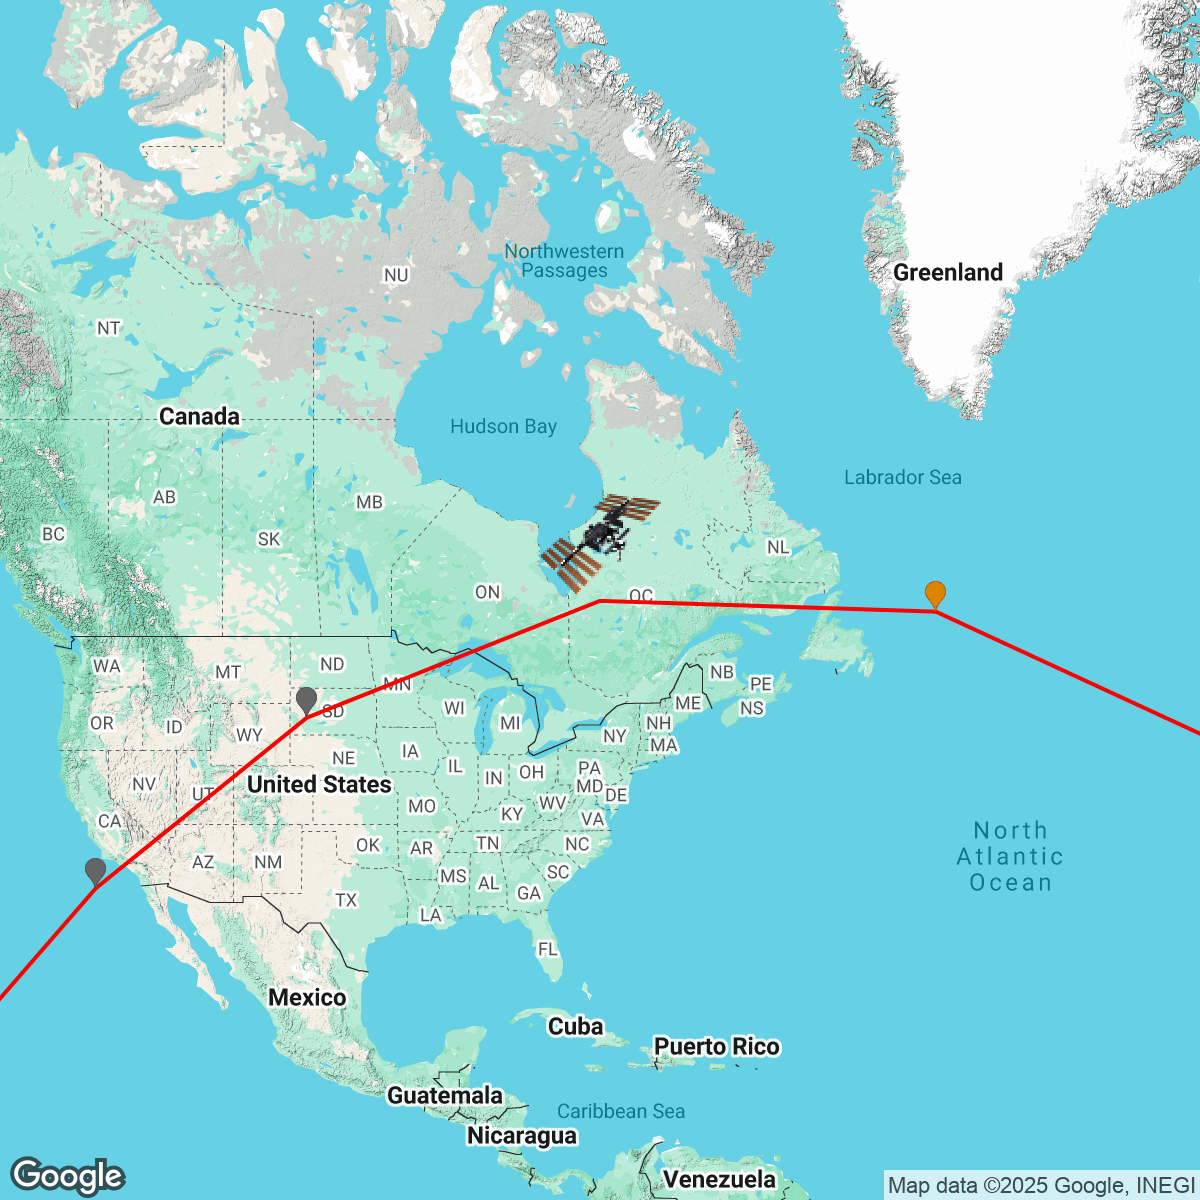 Northwestern
Passages
NU
Greenland
NT
Canada
Hudson Bay
Labrador Sea
AB
MB
BC
SK
NL
ON
QC
WA
MT
ND
MN
NB
PE
OR
ID
SD
WI
MI
ME
NS
WY
NH
NY
MA
IA
NE
IL
IN
OH
PA
United States
NV
UT
MD
DE
MO
KY
WV
CA
VA
North
Atlantic
Ocean
OK
AR
TN
NC
AZ
NM
MS
AL
SC
GA
TX
LA
FL
Mexico
Cuba
Puerto Rico
Guatemala
Caribbean Sea
Nicaragua
Venezuela
Google
Map data ©2025 Google, INEGI